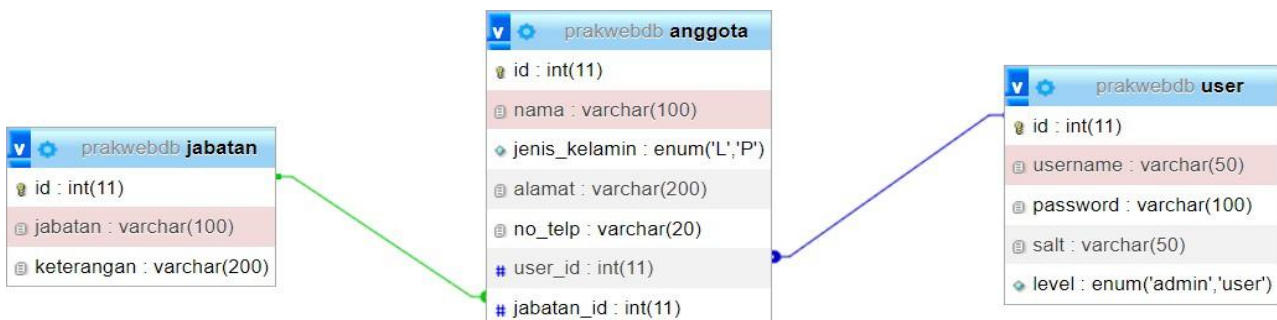 v prakwebdb jabatan
id : int(11)
jabatan : varchar(100)
keterangan : varchar(200)
v prakwebdb anggota
id : int(11)
nama : varchar(100)
jenis_kelamin : enum('L','P')
alamat : varchar(200)
no_telp : varchar(20)
# user_id : int(11)
# jabatan_id : int(11)
v prakwebdb user
id : int(11)
username : varchar(50)
password : varchar(100)
salt : varchar(50)
level : enum('admin','user')